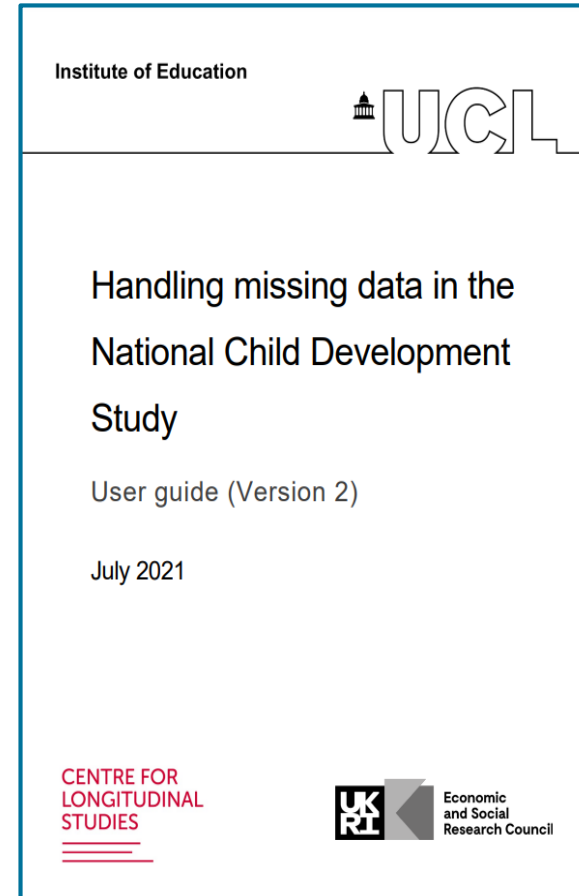 Institute of Education
UCL
Handling missing data in the
National Child Development
Study
User guide (Version 2)
July 2021
CENTRE FOR
LONGITUDINAL
STUDIES
UK
RI
Economic
and Social
Research Council